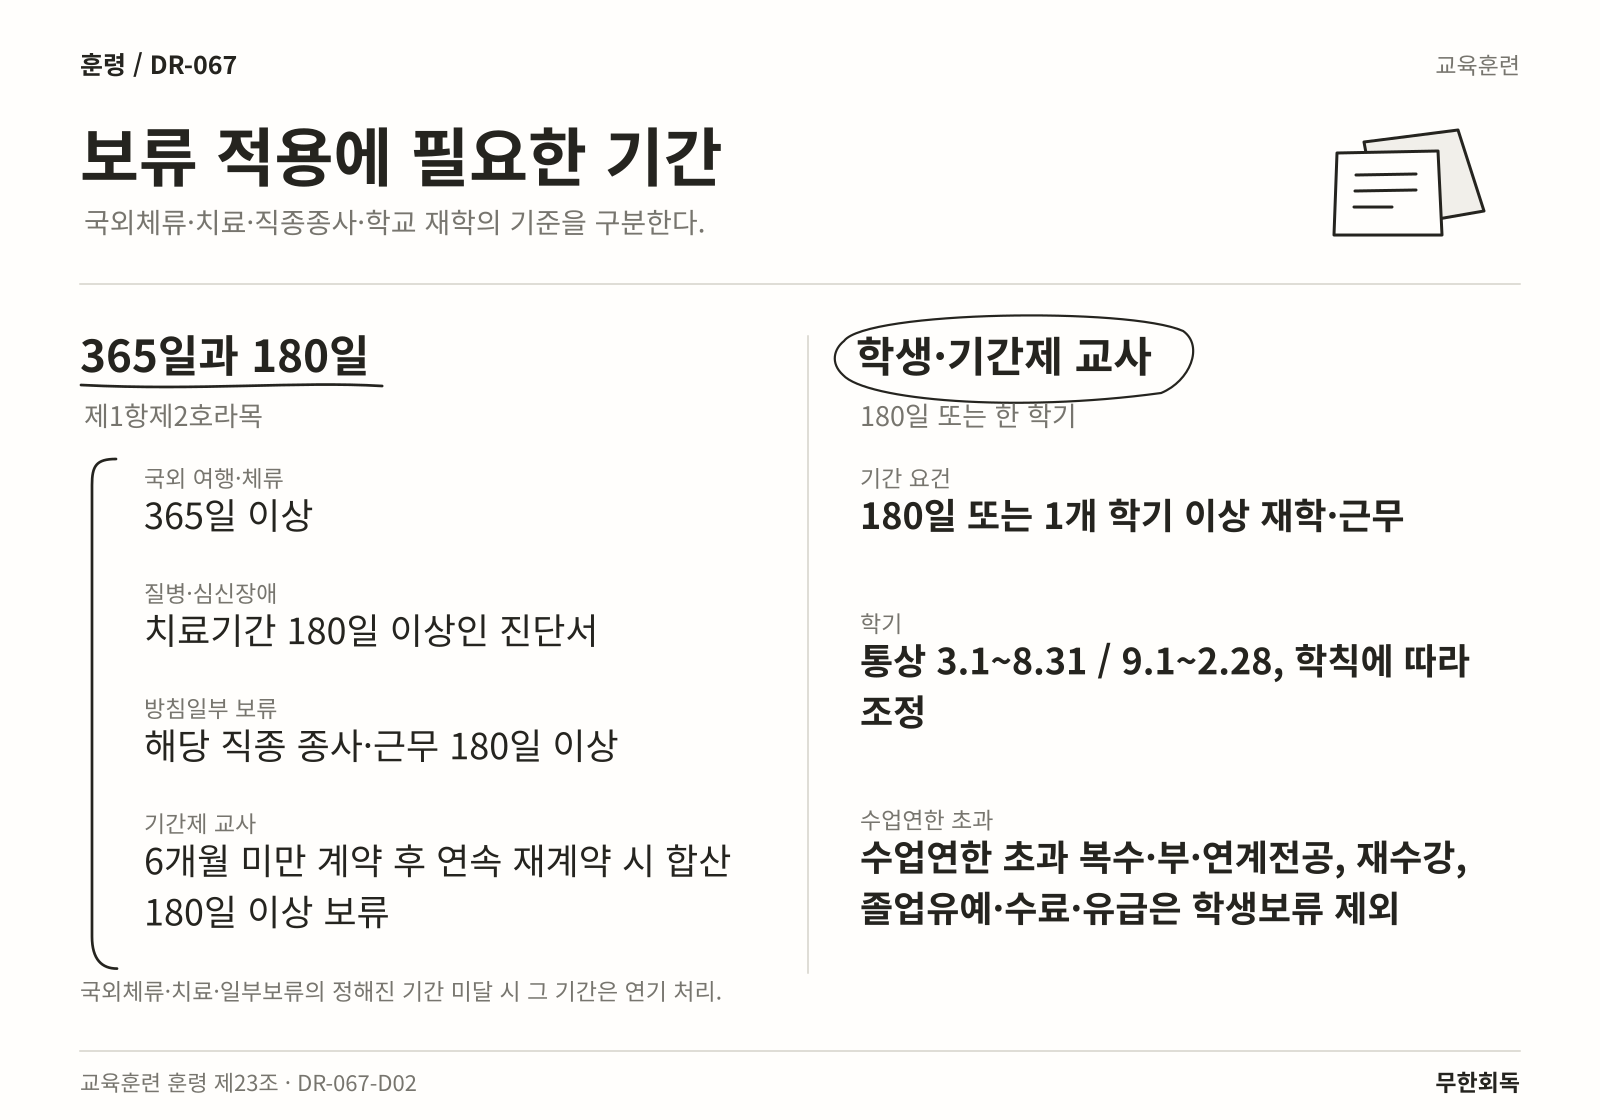 훈령 / DR-067
교육훈련
보류 적용에 필요한 기간
국외체류·치료·직종종사·학교 재학의 기준을 구분한다.
365일과 180일
제1항제2호라목
국외 여행·체류
365일 이상
질병·심신장애
치료기간 180일 이상인 진단서
방침일부 보류
해당 직종 종사·근무 180일 이상
기간제 교사
6개월 미만 계약 후 연속 재계약 시 합산
180일 이상 보류
국외체류·치료·일부보류의 정해진 기간 미달 시 그 기간은 연기 처리.
학생·기간제 교사
180일 또는 한 학기
기간 요건
180일 또는 1개 학기 이상 재학·근무
학기
통상 3.1~8.31 / 9.1~2.28, 학칙에 따라
조정
수업연한 초과
수업연한 초과 복수·부·연계전공, 재수강,
졸업유예·수료·유급은 학생보류 제외
교육훈련 훈령 제23조 · DR-067-D02
무한회독